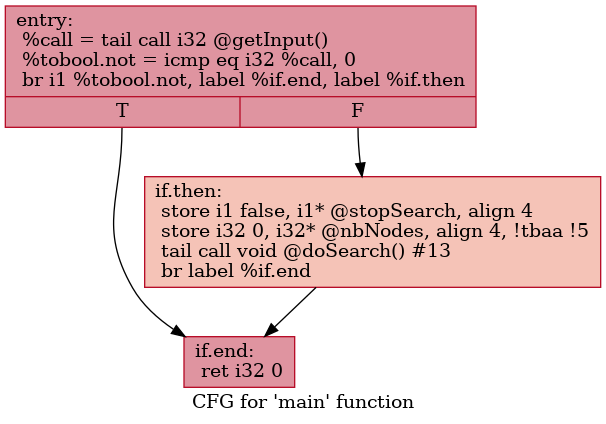 entry:
%call = tail call i32 @getInput()
%tobool.not = icmp eq i32 %call, 0
br i1 %tobool.not, label %if.end, label %if.then
T
F
if.then:
store i1 false, i1* @stopSearch, align 4
store i32 0, i32* @nbNodes, align 4, !tbaa !5
tail call void @doSearch() #13
br label %if.end
if.end:
ret i32 0
CFG for 'main' function